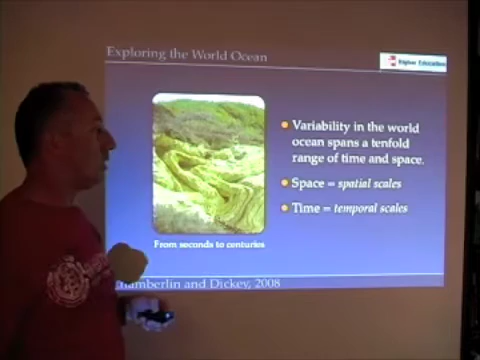 Exploring the World Ocean
Higher Education
Variability in the world
ocean spans a tenfold
range of time and space.
Space = spatial scales
Time = temporal scales
From seconds to centuries
hamberlin and Dickey, 2008